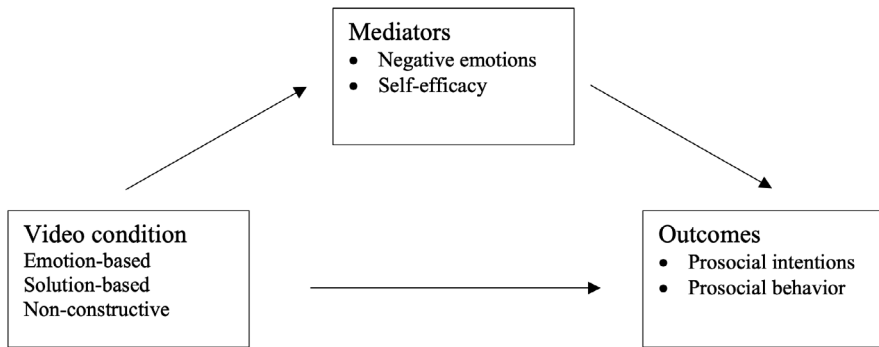 Mediators
• Negative emotions
• Self-efficacy
Video condition
Emotion-based
Solution-based
Non-constructive
Outcomes
• Prosocial intentions
• Prosocial behavior